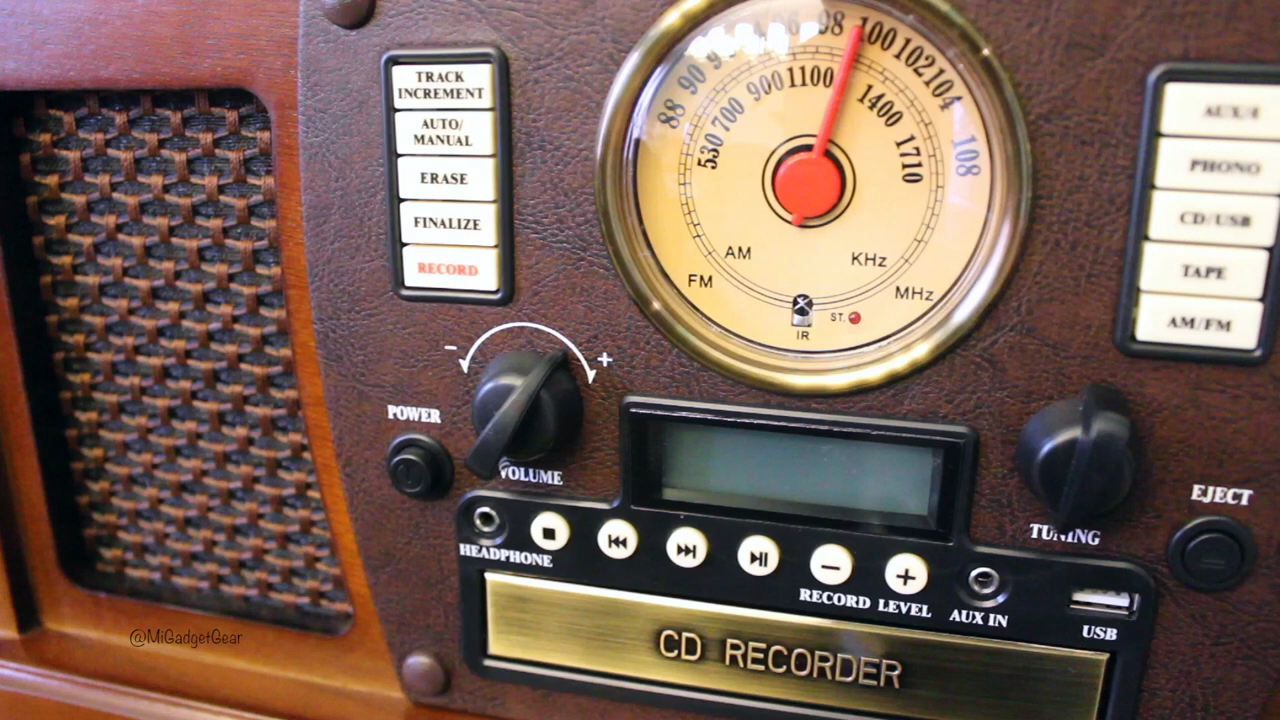 TRACK
INCREMENT
AUTO/
MANUAL
ERASE
FINALIZE
RECORD
88 90 98 100 102 104 108
530 700 900 1100 1400 1710
AM KHz
FM MHz
ST.
IR
PHONO
CD/USB
TAPE
AM/FM
- +
POWER
VOLUME
TUNING
EJECT
HEADPHONE
RECORD LEVEL
AUX IN
USB
CD RECORDER
@MiGadgetGear